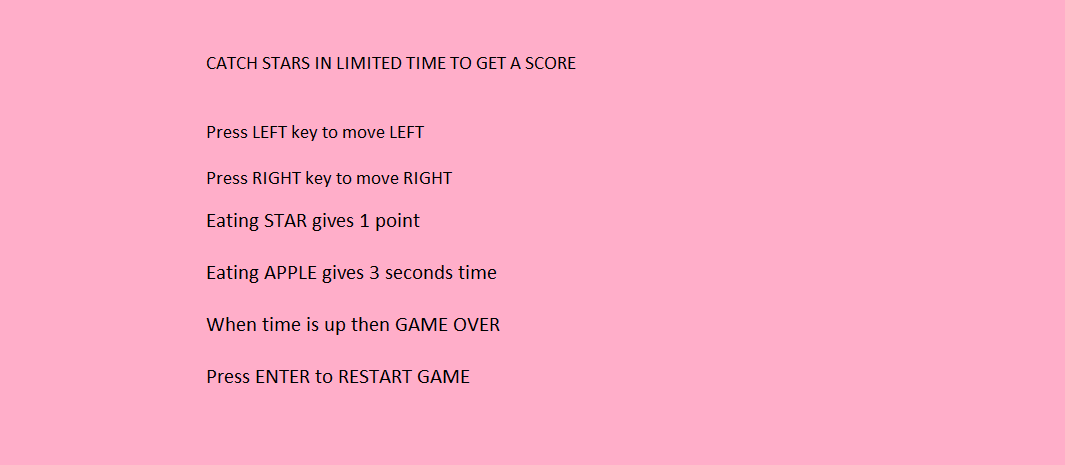 CATCH STARS IN LIMITED TIME TO GET A SCORE
Press LEFT key to move LEFT
Press RIGHT key to move RIGHT
Eating STAR gives 1 point
Eating APPLE gives 3 seconds time
When time is up then GAME OVER
Press ENTER to RESTART GAME